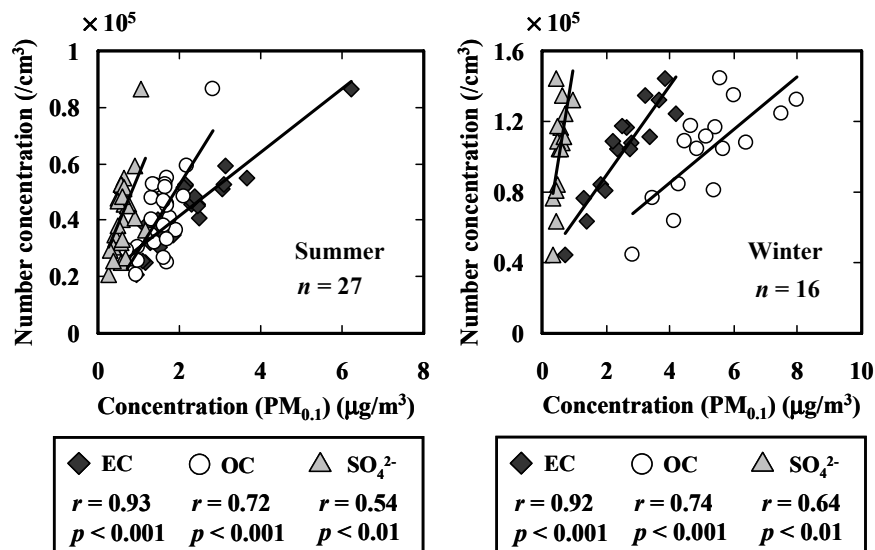 × 10⁵
Number concentration (/cm³)
1
0.8
0.6
0.4
0.2
0
0 2 4 6 8
Summer
n = 27
Concentration (PM₀.₁) (μg/m³)
EC OC SO₄²⁻
r = 0.93 r = 0.72 r = 0.54
p < 0.001 p < 0.001 p < 0.01
× 10⁵
Number concentration (/cm³)
1.6
1.2
0.8
0.4
0
0 2 4 6 8 10
Winter
n = 16
Concentration (PM₀.₁) (μg/m³)
EC OC SO₄²⁻
r = 0.92 r = 0.74 r = 0.64
p < 0.001 p < 0.001 p < 0.01